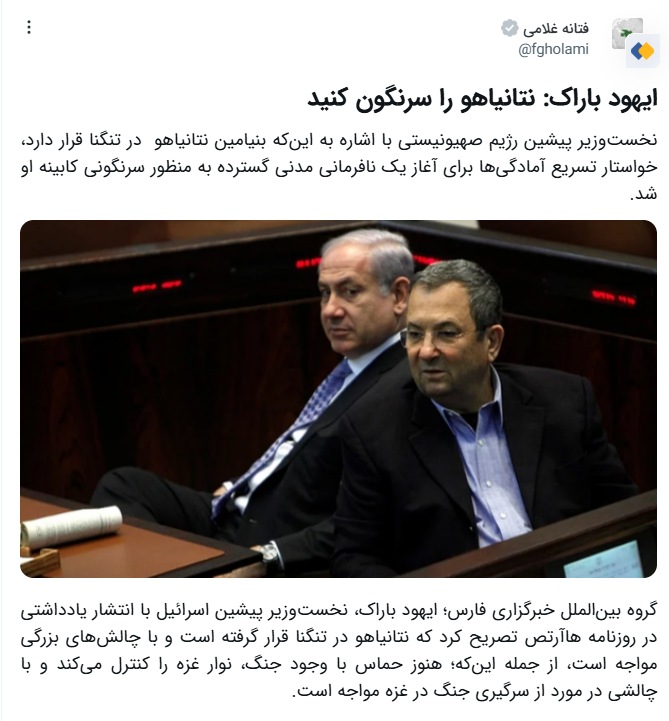 فتانه غلامی
@fgholami
ایهود باراک: نتانیاهو را سرنگون کنید
نخست‌وزیر پیشین رژیم صهیونیستی با اشاره به این‌که بنیامین نتانیاهو در تنگنا قرار دارد،
خواستار تسریع آمادگی‌ها برای آغاز یک نافرمانی مدنی گسترده به منظور سرنگونی کابینه او
شد.
گروه بین‌الملل خبرگزاری فارس؛ ایهود باراک، نخست‌وزیر پیشین اسرائیل با انتشار یادداشتی
در روزنامه هاآرتص تصریح کرد که نتانیاهو در تنگنا قرار گرفته است و با چالش‌های بزرگی
مواجه است، از جمله این‌که؛ هنوز حماس با وجود جنگ، نوار غزه را کنترل می‌کند و با
چالشی در مورد از سرگیری جنگ در غزه مواجه است.